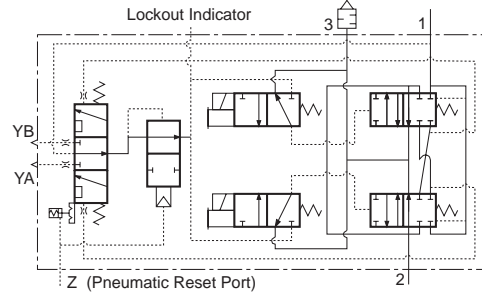 Lockout Indicator
3
1
YB
YA
Z (Pneumatic Reset Port)
2